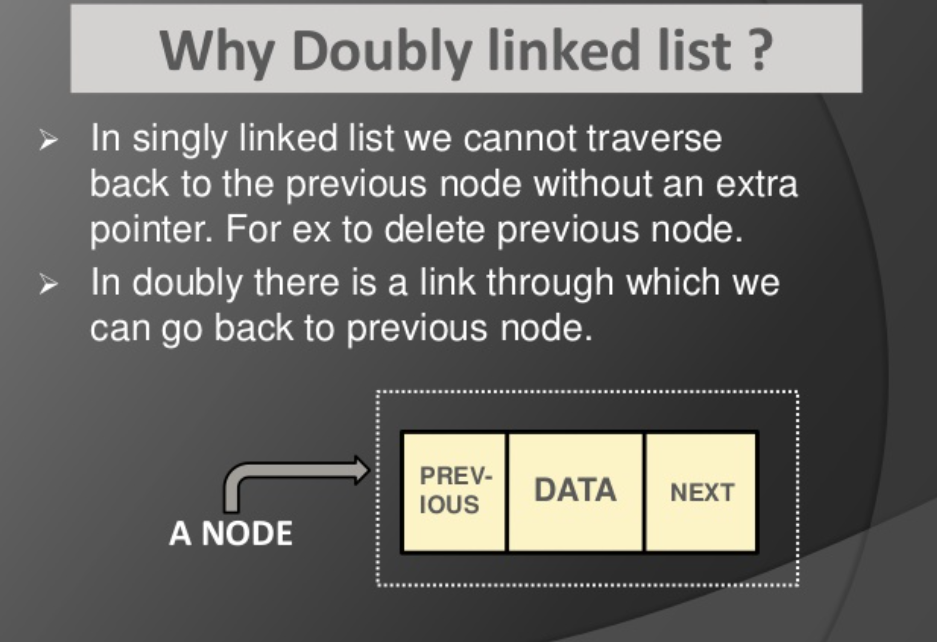 Why Doubly linked list ?
➢ In singly linked list we cannot traverse
back to the previous node without an extra
pointer. For ex to delete previous node.
➢ In doubly there is a link through which we
can go back to previous node.
A NODE
PREV-
IOUS
DATA
NEXT